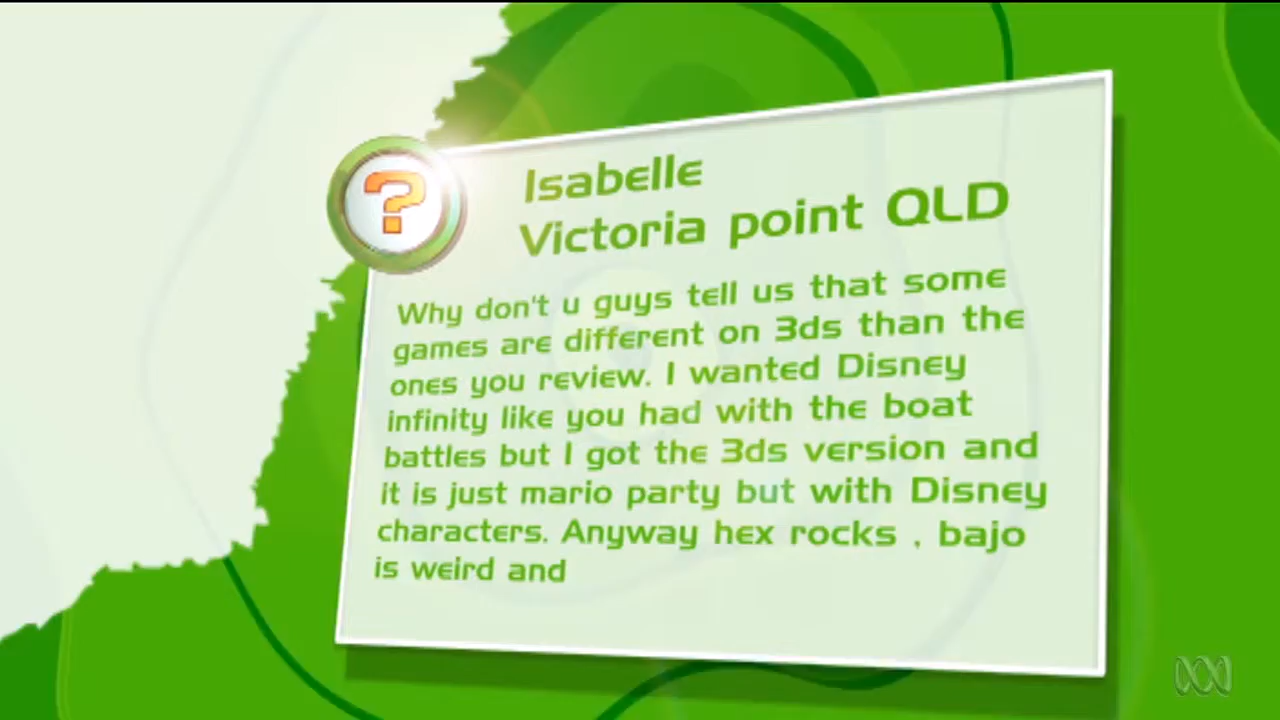 ?
Isabelle
Victoria point QLD
Why don't u guys tell us that some
games are different on 3ds than the
ones you review. I wanted Disney
infinity like you had with the boat
battles but I got the 3ds version and
it is just mario party but with Disney
characters. Anyway hex rocks , bajo
is weird and